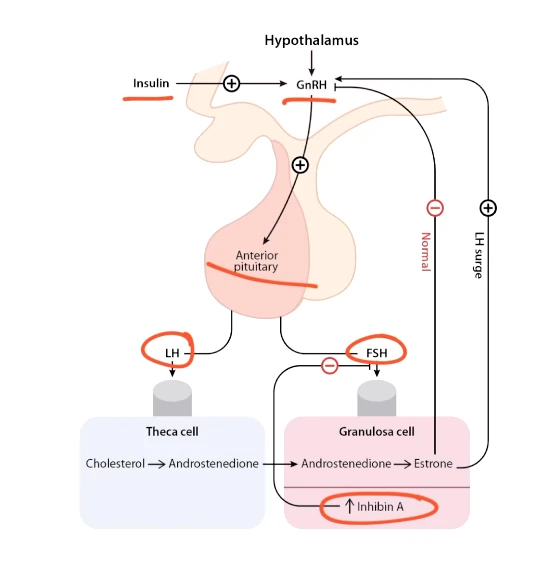 Hypothalamus
Insulin
+
GnRH
+
Anterior
pituitary
−
Normal
+
LH surge
LH
FSH
−
Theca cell
Granulosa cell
Cholesterol → Androstenedione
Androstenedione → Estrone
↑ Inhibin A